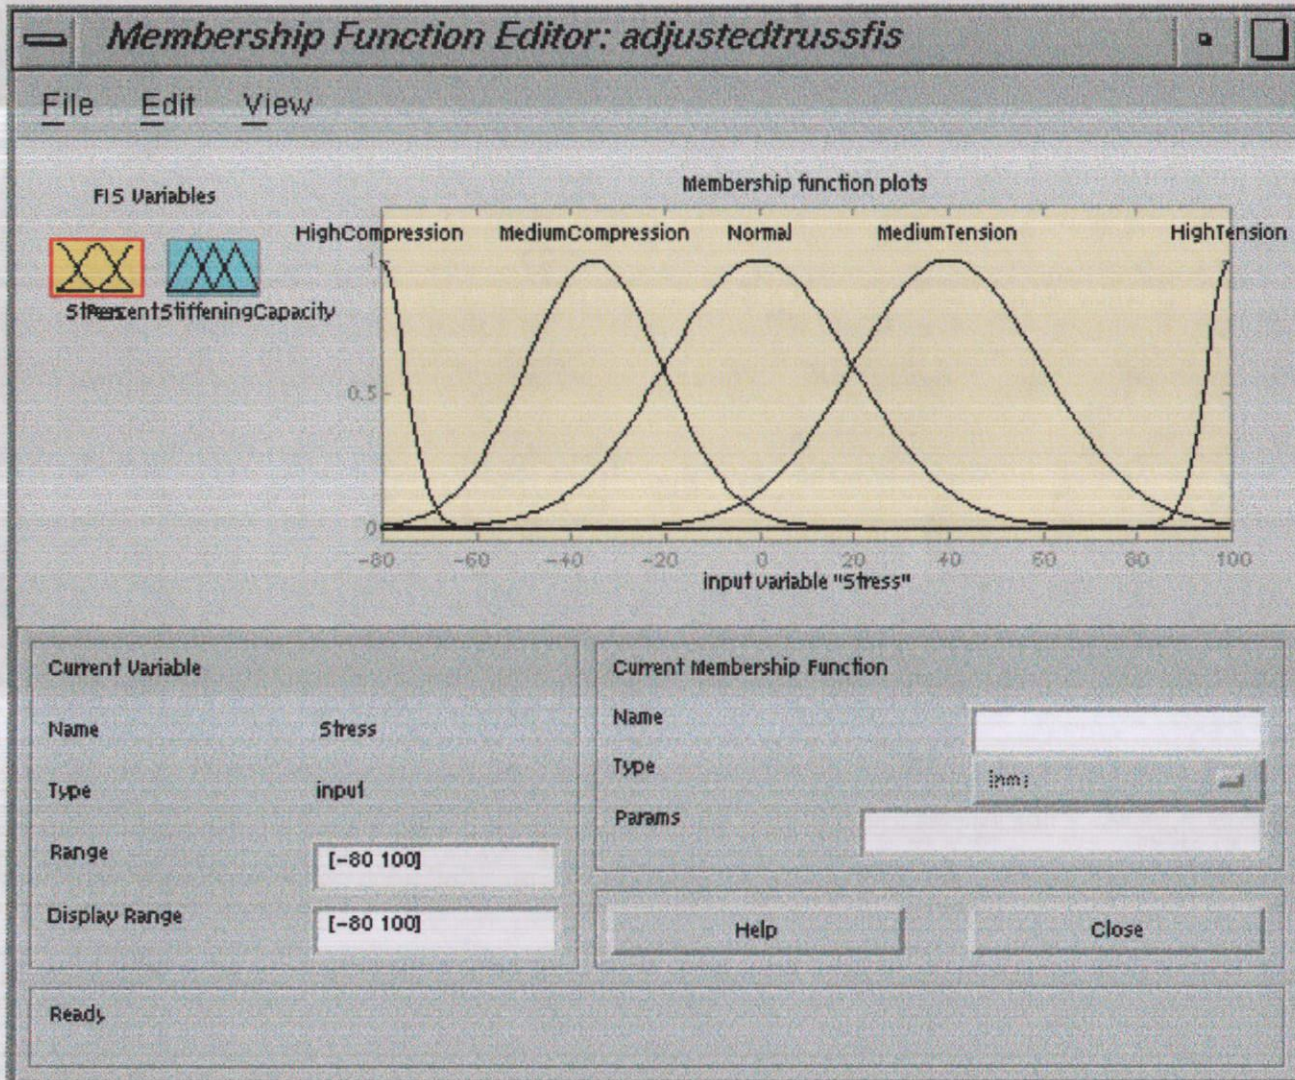 Membership Function Editor: adjustedtrussfis
File Edit View
FIS Variables
Membership function plots
HighCompression MediumCompression Normal MediumTension HighTension
StiffeningCapacity
1
0.5
0
-80 -60 -40 -20 0 20 40 60 80 100
input variable "Stress"
Current Variable
Name Stress
Type input
Range [-80 100]
Display Range [-80 100]
Current Membership Function
Name
Type
Params
Help Close
Ready